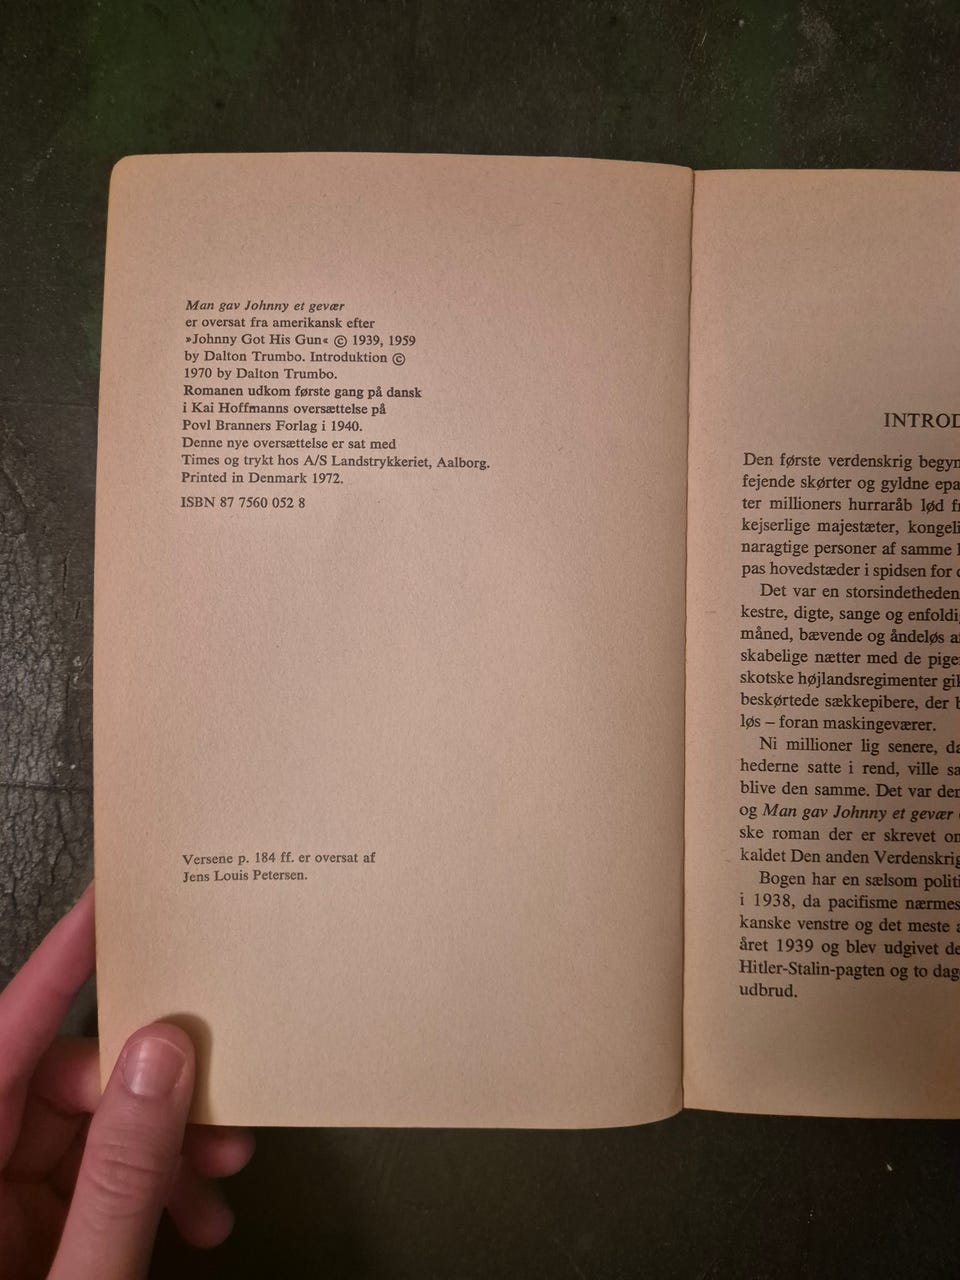 Man gav Johnny et gevær
er oversat fra amerikansk efter
»Johnny Got His Gun« © 1939, 1959
by Dalton Trumbo. Introduktion ©
1970 by Dalton Trumbo.
Romanen udkom første gang på dansk
i Kai Hoffmanns oversættelse på
Povl Branners Forlag i 1940.
Denne nye oversættelse er sat med
Times og trykt hos A/S Landstrykkeriet, Aalborg.
Printed in Denmark 1972.
ISBN 87 7560 052 8
Versene p. 184 ff. er oversat af
Jens Louis Petersen.
INTROD
Den første verdenskrig begyn
fejende skørter og gyldne epa
ter millioners hurraråb lød f
kejserlige majestæter, kongeli
naragtige personer af samme
pas hovedstæder i spidsen for
Det var en storsindetheden
kestre, digte, sange og enfoldi
måned, bævende og åndeløs a
skabelige nætter med de pige
skotske højlandsregimenter gi
beskørtede sækkepibere, der
løs – foran maskingeværer.
Ni millioner lig senere, da
hederne satte i rend, ville sa
blive den samme. Det var der
og Man gav Johnny et gevær
ske roman der er skrevet on
kaldet Den anden Verdenskrig
Bogen har en sælsom politi
i 1938, da pacifisme nærmes
kanske venstre og det meste a
året 1939 og blev udgivet de
Hitler-Stalin-pagten og to dag
udbrud.